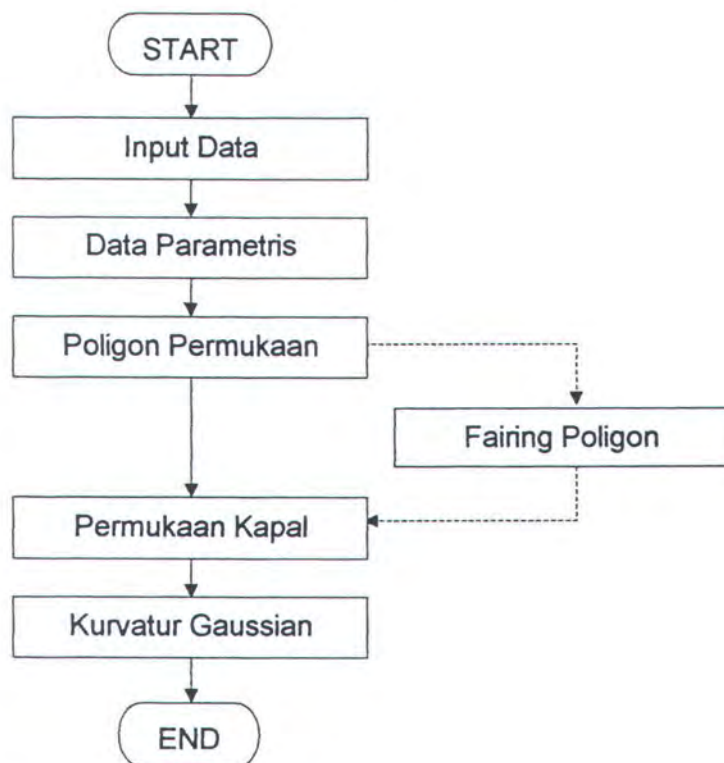 START
Input Data
Data Parametris
Poligon Permukaan
Fairing Poligon
Permukaan Kapal
Kurvatur Gaussian
END